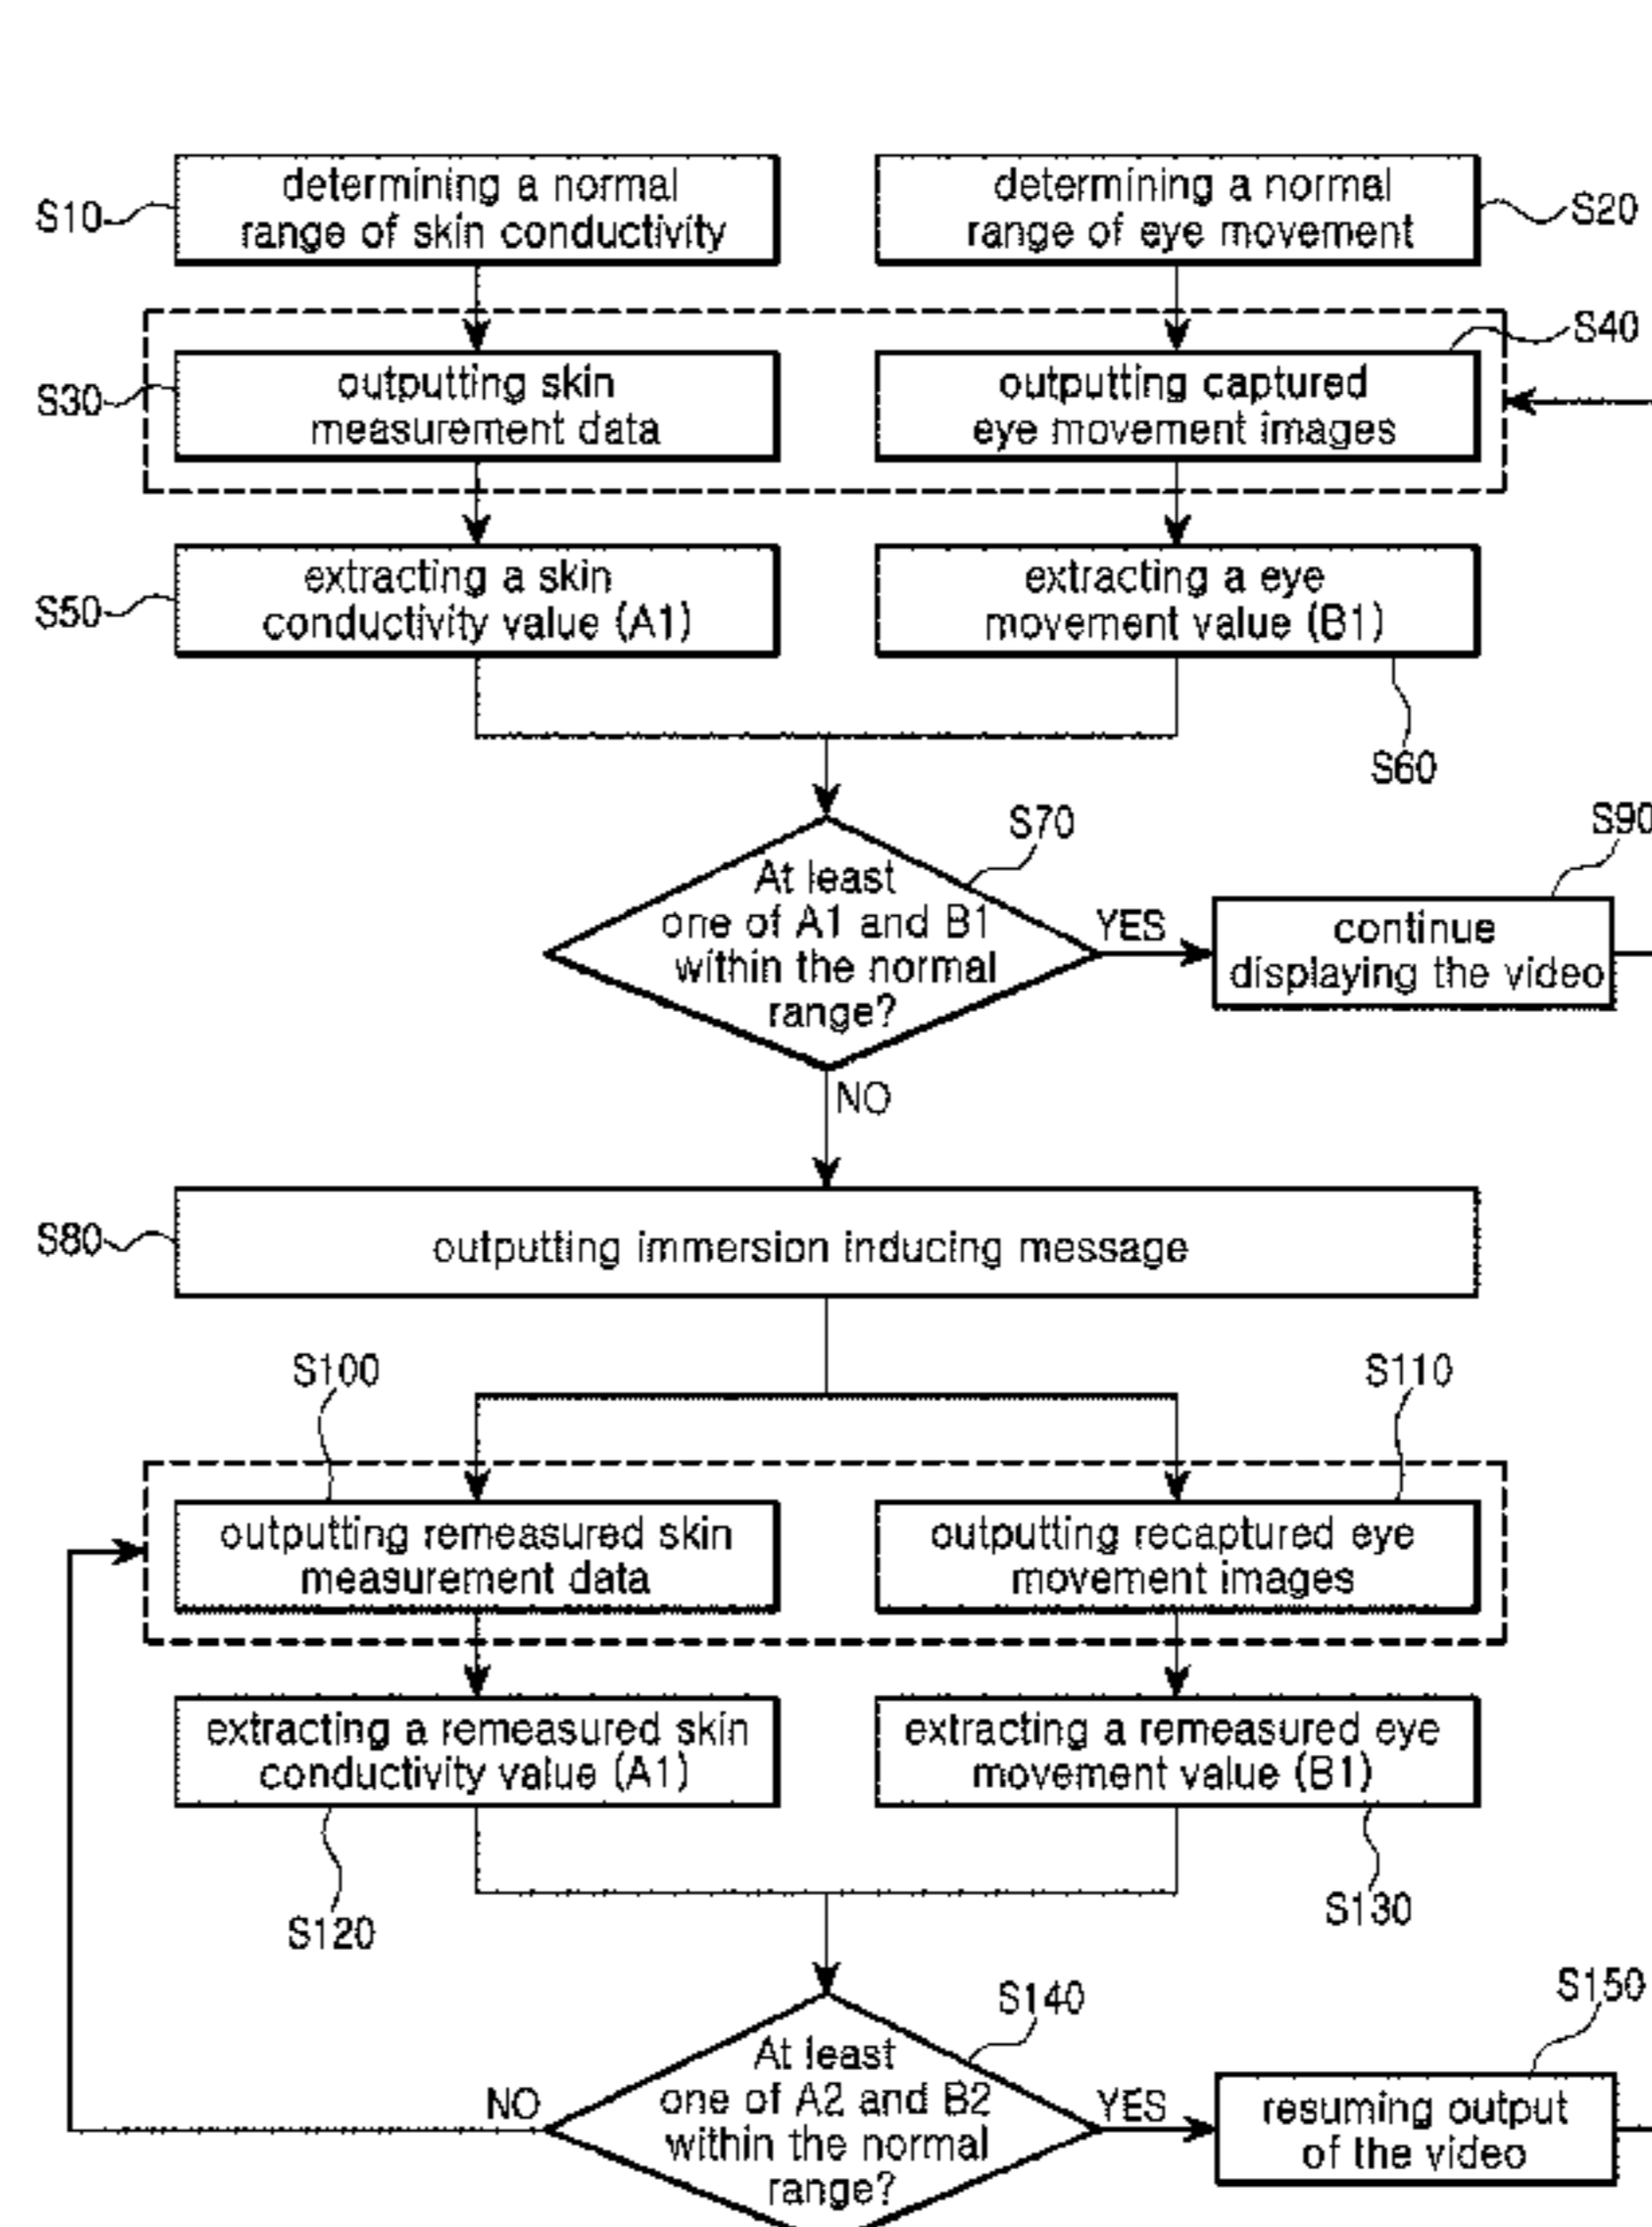 determining a normal
range of skin conductivity
S10
determining a normal
range of eye movement
S20
S40
outputting skin
measurement data
S30
outputting captured
eye movement images
extracting a skin
conductivity value (A1)
S50
extracting a eye
movement value (B1)
S60
S70
At least
one of A1 and B1
within the normal
range?
YES
S90
continue
displaying the video
NO
S80
outputting immersion inducing message
S100
S110
outputting remeasured skin
measurement data
outputting recaptured eye
movement images
extracting a remeasured skin
conductivity value (A1)
extracting a remeasured eye
movement value (B1)
S120
S130
S140
At least
one of A2 and B2
within the normal
range?
NO
YES
S150
resuming output
of the video